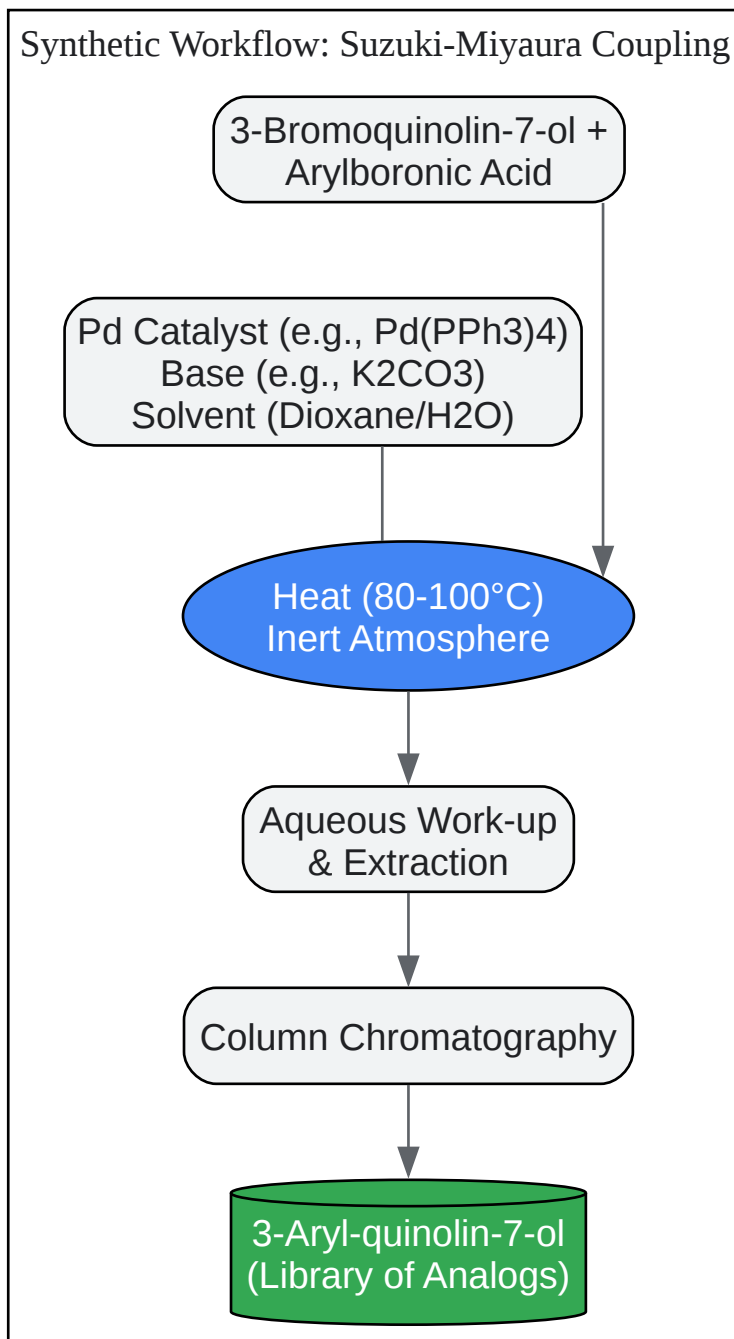 Synthetic Workflow: Suzuki-Miyaura Coupling
3-Bromoquinolin-7-ol +
Arylboronic Acid
Pd Catalyst (e.g., Pd(PPh3)4)
Base (e.g., K2CO3)
Solvent (Dioxane/H2O)
Heat (80-100°C)
Inert Atmosphere
Aqueous Work-up
& Extraction
Column Chromatography
3-Aryl-quinolin-7-ol
(Library of Analogs)